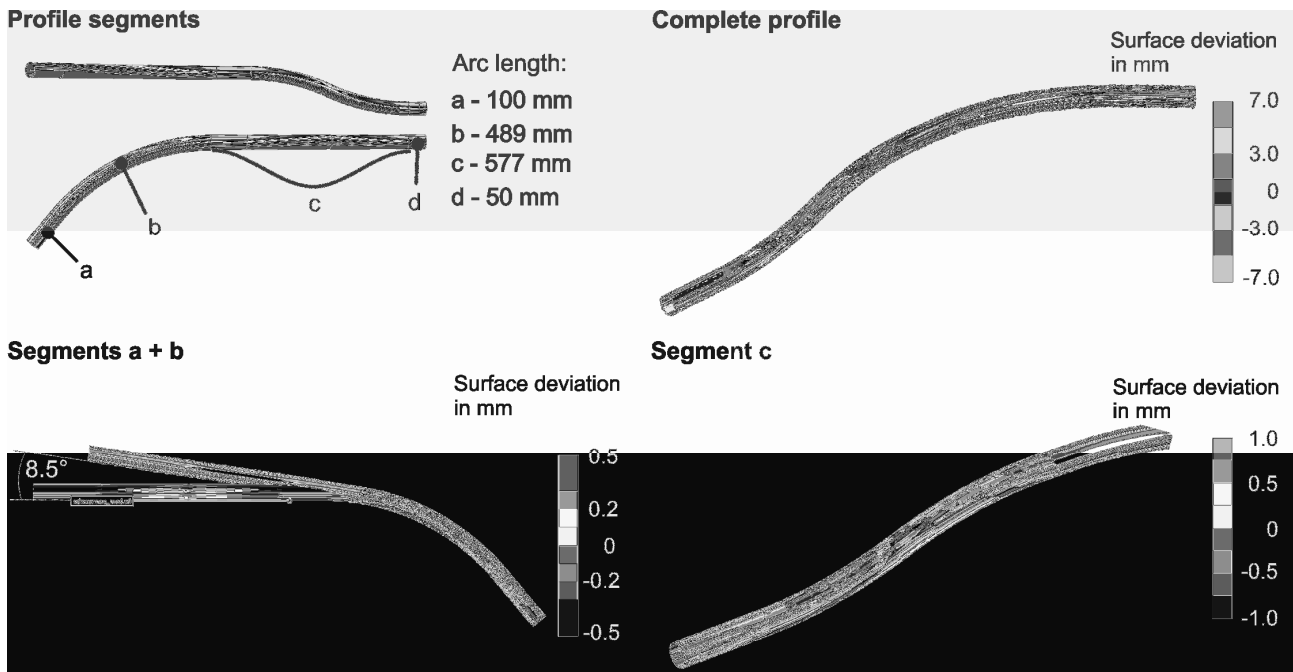 Profile segments
Arc length:
a - 100 mm
b - 489 mm
c - 577 mm
d - 50 mm
a
b
c
d
Complete profile
Surface deviation
in mm
7.0
3.0
0
-3.0
-7.0
Segments a + b
Surface deviation
in mm
8.5°
0.5
0.2
0
-0.2
-0.5
Segment c
Surface deviation
in mm
1.0
0.5
0
-0.5
-1.0